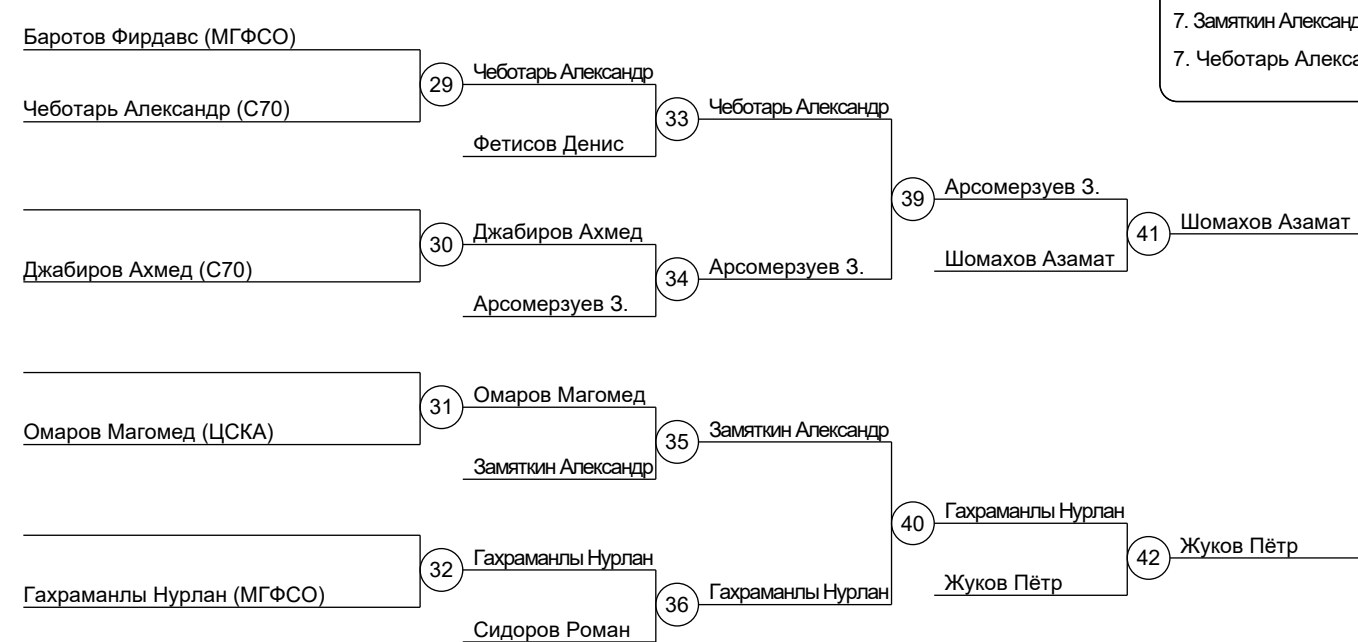 7. Замяткин Александ
7. Чеботарь Алекса
Баротов Фирдавс (МГФСО)
Чеботарь Александр (С70)
29
Чеботарь Александр
Фетисов Денис
33
Чеботарь Александр
Джабиров Ахмед (С70)
30
Джабиров Ахмед
Арсомерзуев З.
34
Арсомерзуев З.
39
Арсомерзуев З.
Шомахов Азамат
41
Шомахов Азамат
Омаров Магомед (ЦСКА)
31
Омаров Магомед
Замяткин Александр
35
Замяткин Александр
Гахраманлы Нурлан (МГФСО)
32
Гахраманлы Нурлан
Сидоров Роман
36
Гахраманлы Нурлан
40
Гахраманлы Нурлан
Жуков Пётр
42
Жуков Пётр